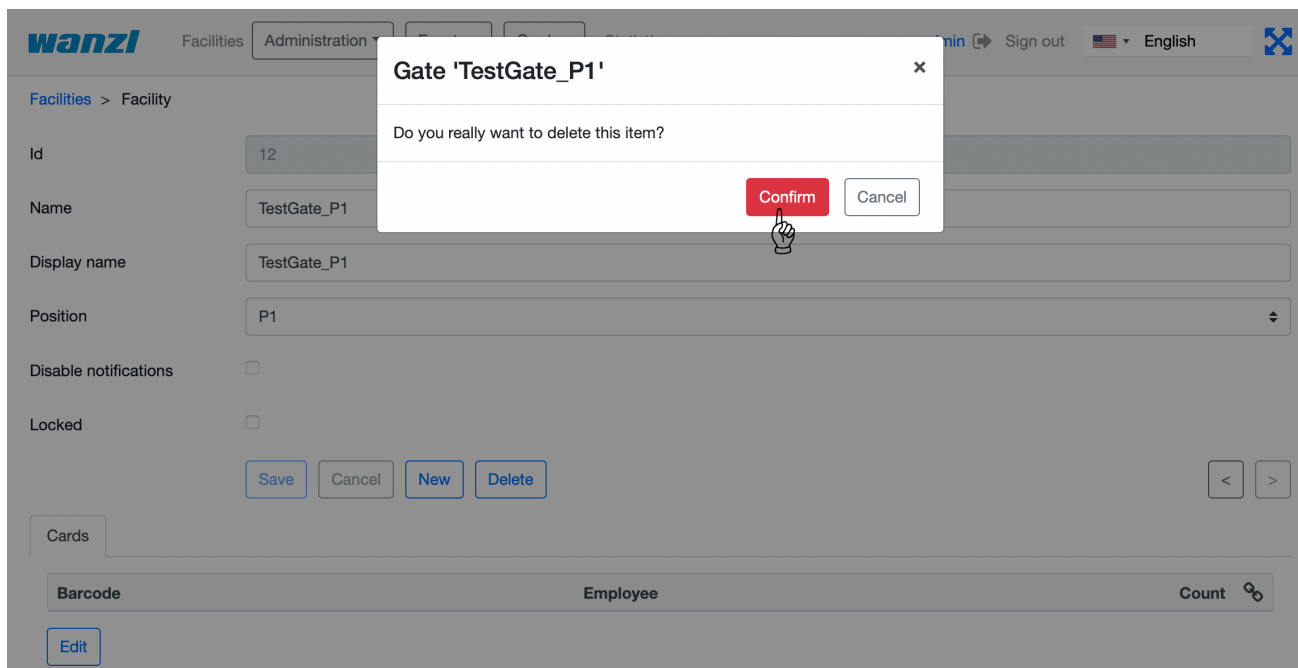 wanzl Facilities Administration min Sign out English
Gate 'TestGate_P1' ×
Facilities > Facility
Do you really want to delete this item?
Id 12
Confirm Cancel
Name TestGate_P1
Display name TestGate_P1
Position P1
Disable notifications
Locked
Save Cancel New Delete < >
Cards
Barcode Employee Count
Edit